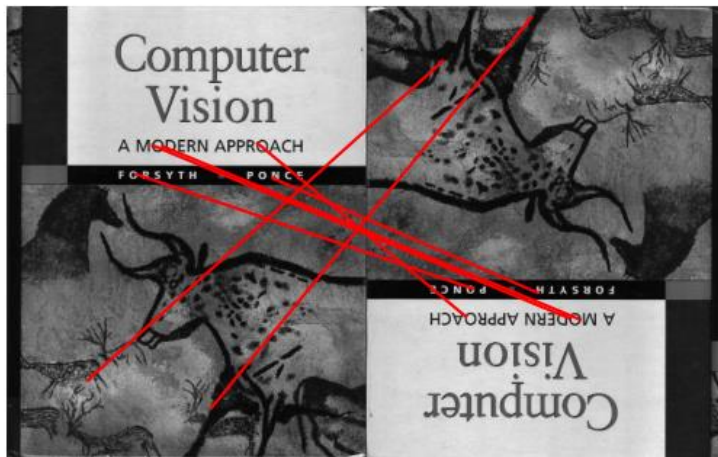 Computer
Vision
A MODERN APPROACH
FORSYTH - PONCE
Computer
Vision
A MODERN APPROACH
FORSYTH - PONCE